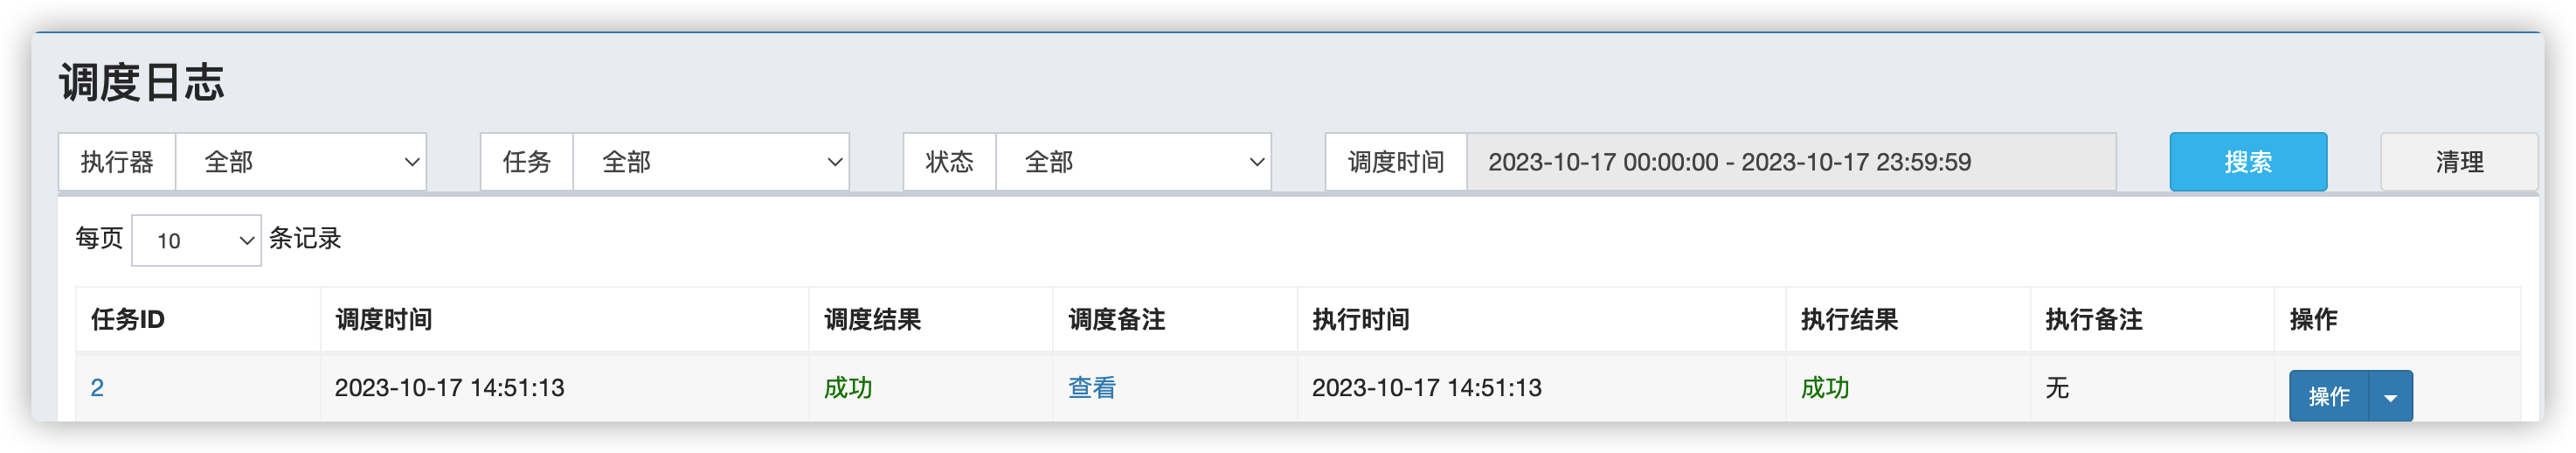 调度日志
执行器 全部 任务 全部 状态 全部 调度时间 2023-10-17 00:00:00 - 2023-10-17 23:59:59 搜索 清理
每页 10 条记录
任务ID 调度时间 调度结果 调度备注 执行时间 执行结果 执行备注 操作
2 2023-10-17 14:51:13 成功 查看 2023-10-17 14:51:13 成功 无 操作